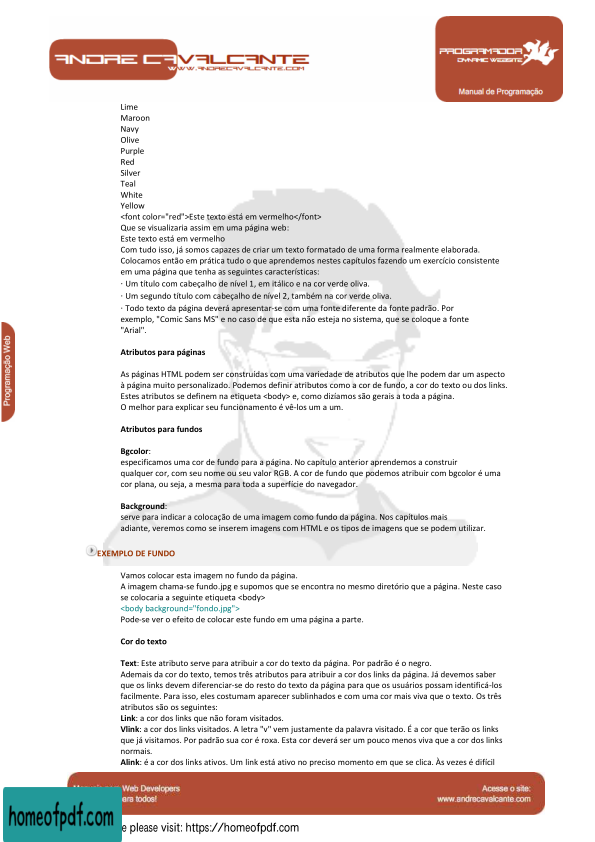 ANDRE CAVALCANTE
WWW.ANDRECAVALCANTE.COM
PROGRAMADOR
DYNAMIC WEBSITE
Manual de Programação
Lime
Maroon
Navy
Olive
Purple
Red
Silver
Teal
White
Yellow
<font color="red">Este texto está em vermelho</font>
Que se visualizaria assim em uma página web:
Este texto está em vermelho
Com tudo isso, já somos capazes de criar um texto formatado de uma forma realmente elaborada.
Colocamos então em prática tudo o que aprendemos nestes capítulos fazendo um exercício consistente
em uma página que tenha as seguintes características:
· Um título com cabeçalho de nível 1, em itálico e na cor verde oliva.
· Um segundo título com cabeçalho de nível 2, também na cor verde oliva.
· Todo texto da página deverá apresentar-se com uma fonte diferente da fonte padrão. Por
exemplo, "Comic Sans MS" e no caso de que esta não esteja no sistema, que se coloque a fonte
"Arial".
Atributos para páginas
As páginas HTML podem ser construídas com uma variedade de atributos que lhe podem dar um aspecto
à página muito personalizado. Podemos definir atributos como a cor de fundo, a cor do texto ou dos links.
Estes atributos se definem na etiqueta <body> e, como dizíamos são gerais a toda a página.
O melhor para explicar seu funcionamento é vê-los um a um.
Atributos para fundos
Bgcolor:
especificamos uma cor de fundo para a página. No capítulo anterior aprendemos a construir
qualquer cor, com seu nome ou seu valor RGB. A cor de fundo que podemos atribuir com bgcolor é uma
cor plana, ou seja, a mesma para toda a superfície do navegador.
Background:
serve para indicar a colocação de uma imagem como fundo da página. Nos capítulos mais
adiante, veremos como se inserem imagens com HTML e os tipos de imagens que se podem utilizar.
EXEMPLO DE FUNDO
Vamos colocar esta imagem no fundo da página.
A imagem chama-se fundo.jpg e supomos que se encontra no mesmo diretório que a página. Neste caso
se colocaria a seguinte etiqueta <body>
<body background="fondo.jpg">
Pode-se ver o efeito de colocar este fundo em uma página a parte.
Cor do texto
Text: Este atributo serve para atribuir a cor do texto da página. Por padrão é o negro.
Ademais da cor do texto, temos três atributos para atribuir a cor dos links da página. Já devemos saber
que os links devem diferenciar-se do resto do texto da página para que os usuários possam identificá-los
facilmente. Para isso, eles costumam aparecer sublinhados e com uma cor mais viva que o texto. Os três
atributos são os seguintes:
Link: a cor dos links que não foram visitados.
Vlink: a cor dos links visitados. A letra "v" vem justamente da palavra visitado. É a cor que terão os links
que já visitamos. Por padrão sua cor é roxa. Esta cor deverá ser um pouco menos viva que a cor dos links
normais.
Alink: é a cor dos links ativos. Um link está ativo no preciso momento em que se clica. Às vezes é difícil
Programação Web
Web Developers
para todos!
Acesse o site:
www.andrecavalcante.com
homeofpdf.com
e please visit: https://homeofpdf.com